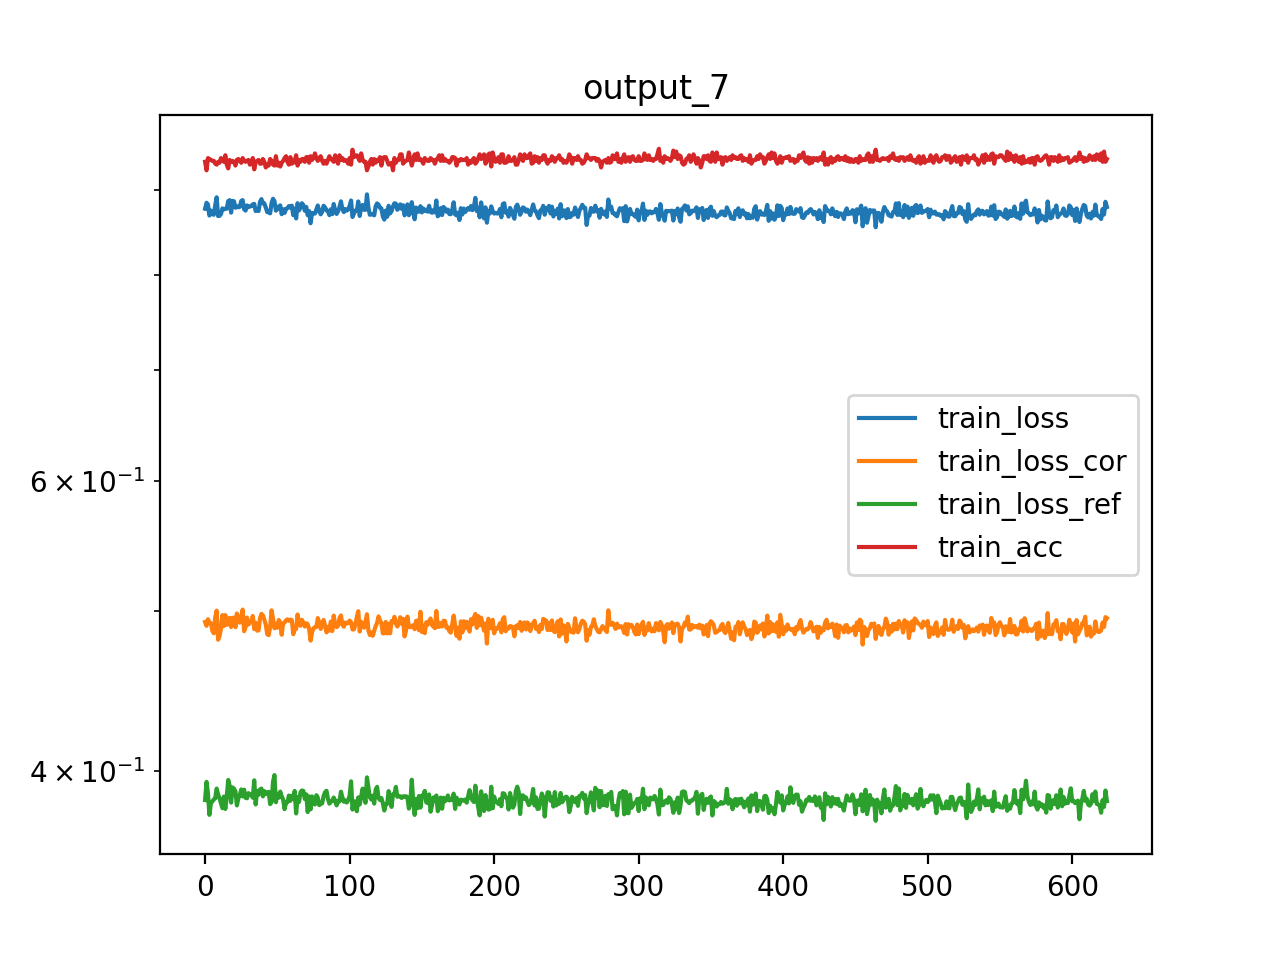 output_7
6 × 10⁻¹
4 × 10⁻¹
train_loss
train_loss_cor
train_loss_ref
train_acc
0 100 200 300 400 500 600